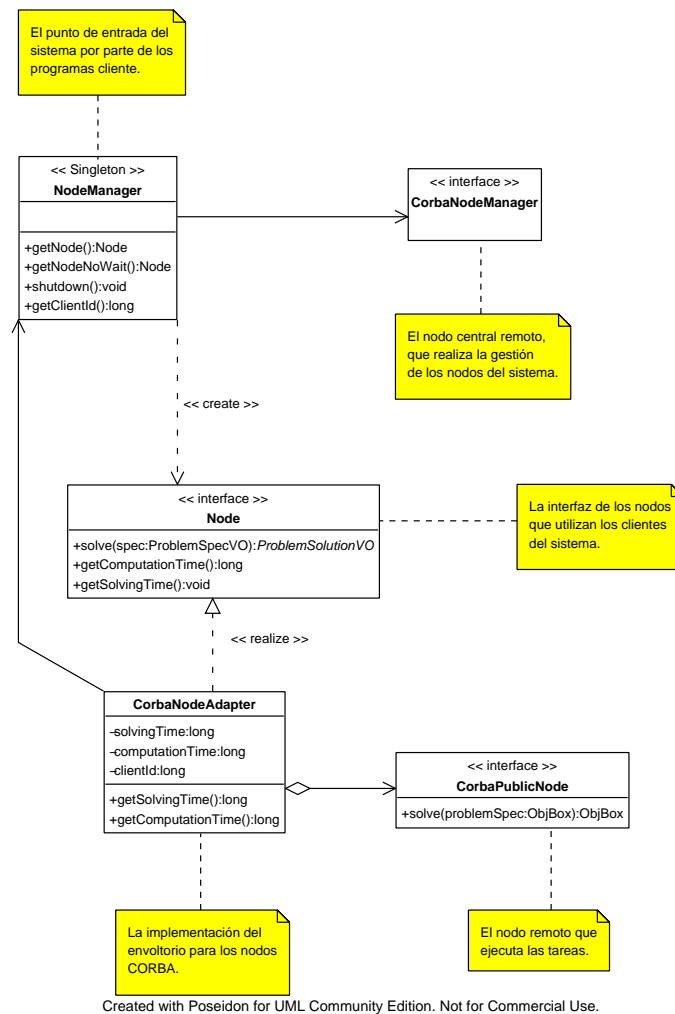 El punto de entrada del
sistema por parte de los
programas cliente.
<< Singleton >>
NodeManager
+getNode():Node
+getNodeNoWait():Node
+shutdown():void
+getClientId():long
<< interface >>
CorbaNodeManager
El nodo central remoto,
que realiza la gestión
de los nodos del sistema.
<< create >>
<< interface >>
Node
+solve(spec:ProblemSpecVO):ProblemSolutionVO
+getComputationTime():long
+getSolvingTime():void
La interfaz de los nodos
que utilizan los clientes
del sistema.
<< realize >>
CorbaNodeAdapter
-solvingTime:long
-computationTime:long
-clientId:long
+getSolvingTime():long
+getComputationTime():long
<< interface >>
CorbaPublicNode
+solve(problemSpec:ObjBox):ObjBox
La implementación del
envoltorio para los nodos
CORBA.
El nodo remoto que
ejecuta las tareas.
Created with Poseidon for UML Community Edition. Not for Commercial Use.